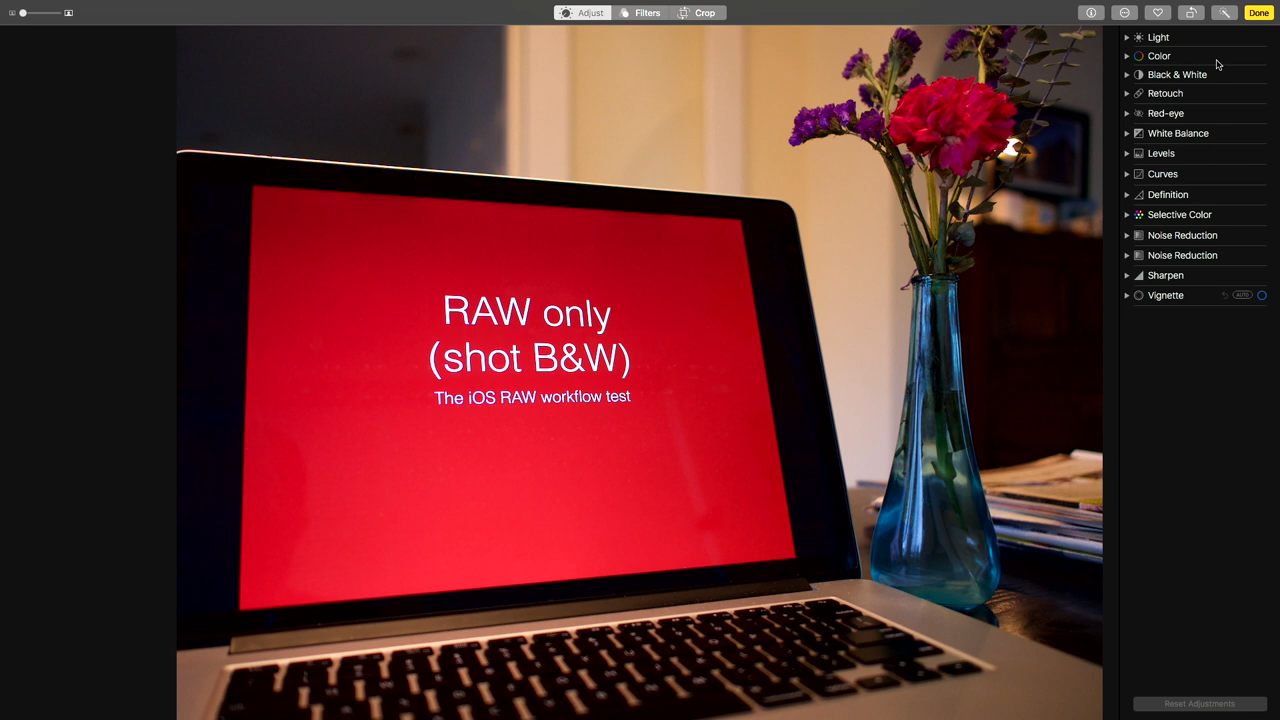 Adjust
Filters
Crop
Done
Light
Color
Black & White
Retouch
Red-eye
White Balance
Levels
Curves
Definition
Selective Color
Noise Reduction
Noise Reduction
Sharpen
Vignette
AUTO
RAW only
(shot B&W)
The iOS RAW workflow test
Reset Adjustments